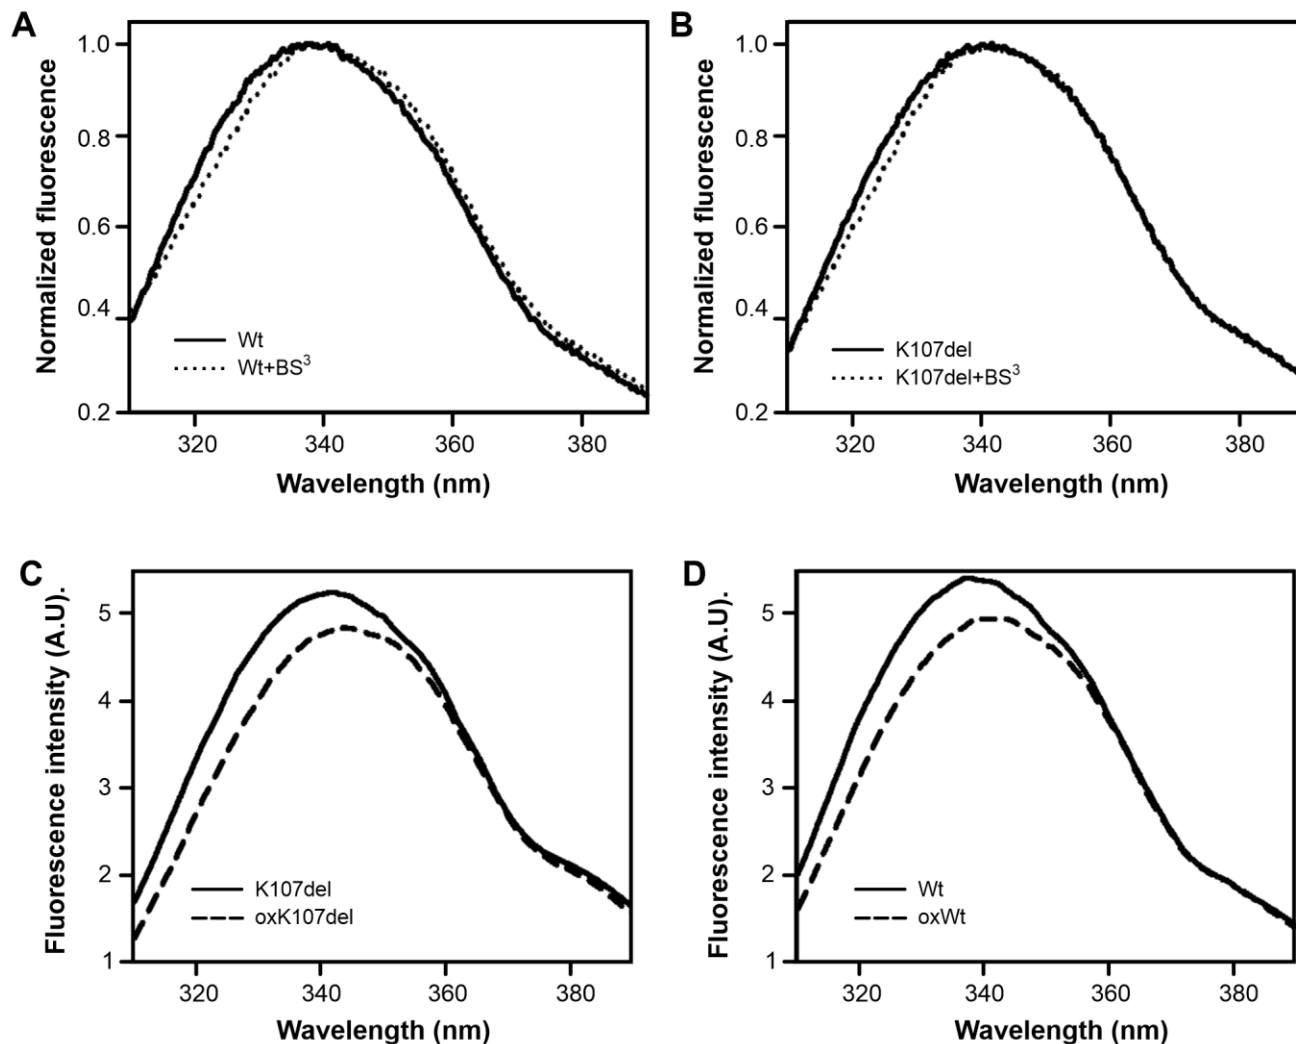 A
Normalized fluorescence
1.0
0.8
0.6
0.4
0.2
Wt
Wt+BS³
320 340 360 380
Wavelength (nm)
B
Normalized fluorescence
1.0
0.8
0.6
0.4
0.2
K107del
K107del+BS³
320 340 360 380
Wavelength (nm)
C
Fluorescence intensity (A.U).
5
4
3
2
1
K107del
oxK107del
320 340 360 380
Wavelength (nm)
D
Fluorescence intensity (A.U).
5
4
3
2
1
Wt
oxWt
320 340 360 380
Wavelength (nm)